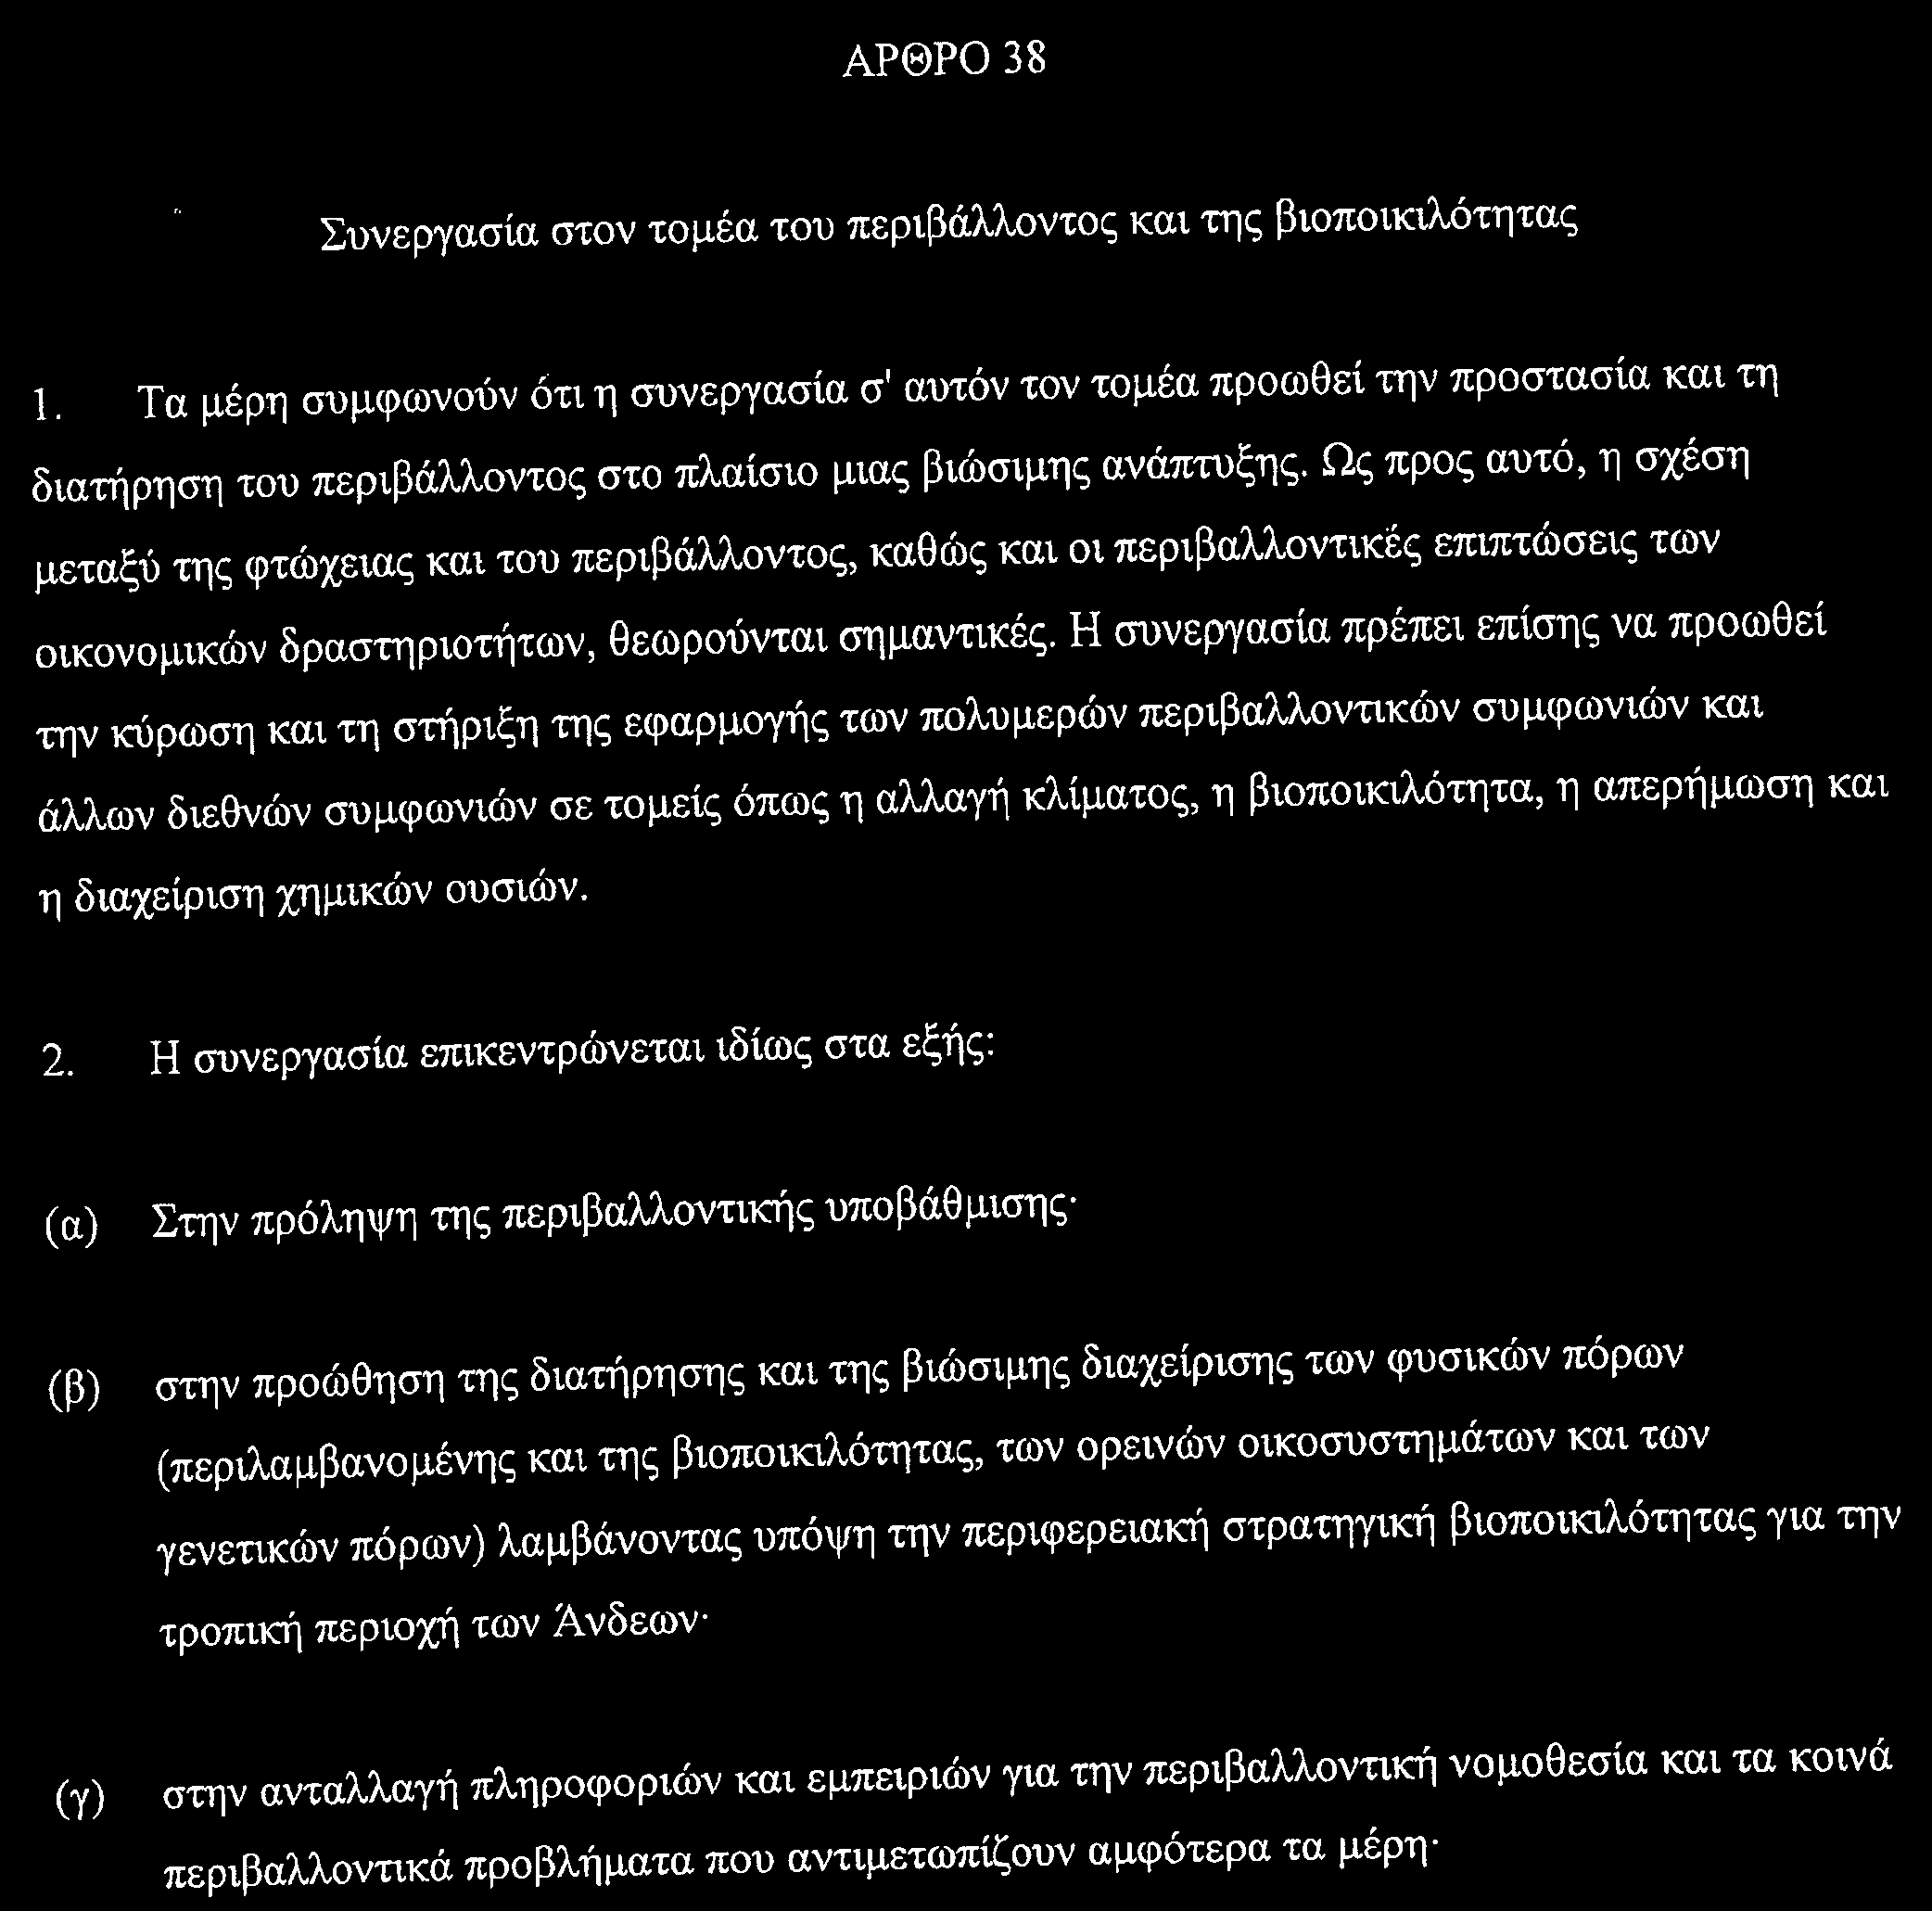 ΑΡΘΡΟ 38
Συνεργασία στον τομέα του περιβάλλοντος και της βιοποικιλότητας
1. Τα μέρη συμφωνούν ότι η συνεργασία σ' αυτόν τον τομέα προωθεί την προστασία και τη
διατήρηση του περιβάλλοντος στο πλαίσιο μιας βιώσιμης ανάπτυξης. Ως προς αυτό, η σχέση
μεταξύ της φτώχειας και του περιβάλλοντος, καθώς και οι περιβαλλοντικές επιπτώσεις των
οικονομικών δραστηριοτήτων, θεωρούνται σημαντικές. Η συνεργασία πρέπει επίσης να προωθεί
την κύρωση και τη στήριξη της εφαρμογής των πολυμερών περιβαλλοντικών συμφωνιών και
άλλων διεθνών συμφωνιών σε τομείς όπως η αλλαγή κλίματος, η βιοποικιλότητα, η απερήμωση και
η διαχείριση χημικών ουσιών.
2. Η συνεργασία επικεντρώνεται ιδίως στα εξής:
(α) Στην πρόληψη της περιβαλλοντικής υποβάθμισης·
(β) στην προώθηση της διατήρησης και της βιώσιμης διαχείρισης των φυσικών πόρων
(περιλαμβανομένης και της βιοποικιλότητας, των ορεινών οικοσυστημάτων και των
γενετικών πόρων) λαμβάνοντας υπόψη την περιφερειακή στρατηγική βιοποικιλότητας για την
τροπική περιοχή των Άνδεων·
(γ) στην ανταλλαγή πληροφοριών και εμπειριών για την περιβαλλοντική νομοθεσία και τα κοινά
περιβαλλοντικά προβλήματα που αντιμετωπίζουν αμφότερα τα μέρη·